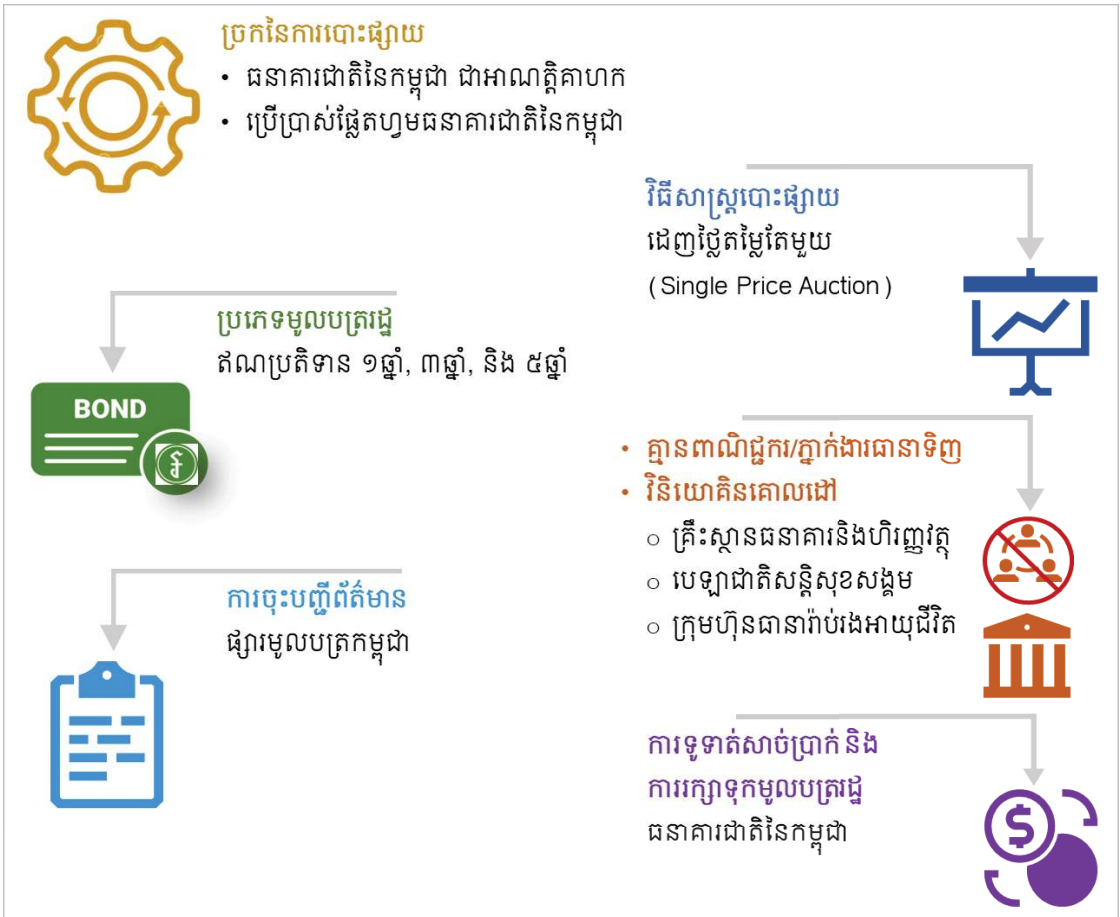 ច្រកនៃការបោះផ្សាយ
• ធនាគារជាតិនៃកម្ពុជា ជាអាណត្តិគាហក
• ប្រើប្រាស់ផ្លែតហ្វមធនាគារជាតិនៃកម្ពុជា
វិធីសាស្ត្របោះផ្សាយ
ដេញថ្លៃតម្លៃតែមួយ
(Single Price Auction)
ប្រភេទមូលបត្ររដ្ឋ
ឥណប្រតិទាន ១ឆ្នាំ, ៣ឆ្នាំ, និង ៥ឆ្នាំ
BOND
៛
• គ្មានពាណិជ្ជករ/ភ្នាក់ងារធានាទិញ
• វិនិយោគិនគោលដៅ
o គ្រឹះស្ថានធនាគារនិងហិរញ្ញវត្ថុ
o បេឡាជាតិសន្តិសុខសង្គម
o ក្រុមហ៊ុនធានារ៉ាប់រងអាយុជីវិត
ការចុះបញ្ជីព័ត៌មាន
ផ្សារមូលបត្រកម្ពុជា
ការទូទាត់សាច់ប្រាក់ និង
ការរក្សាទុកមូលបត្ររដ្ឋ
ធនាគារជាតិនៃកម្ពុជា
$